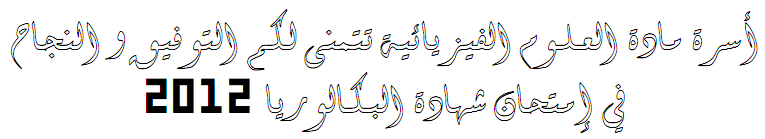 أسرة مادة العلوم الفيزيائية تتمنى لكم التوفيق و النجاح
في إمتحان شهادة البكالوريا 2012